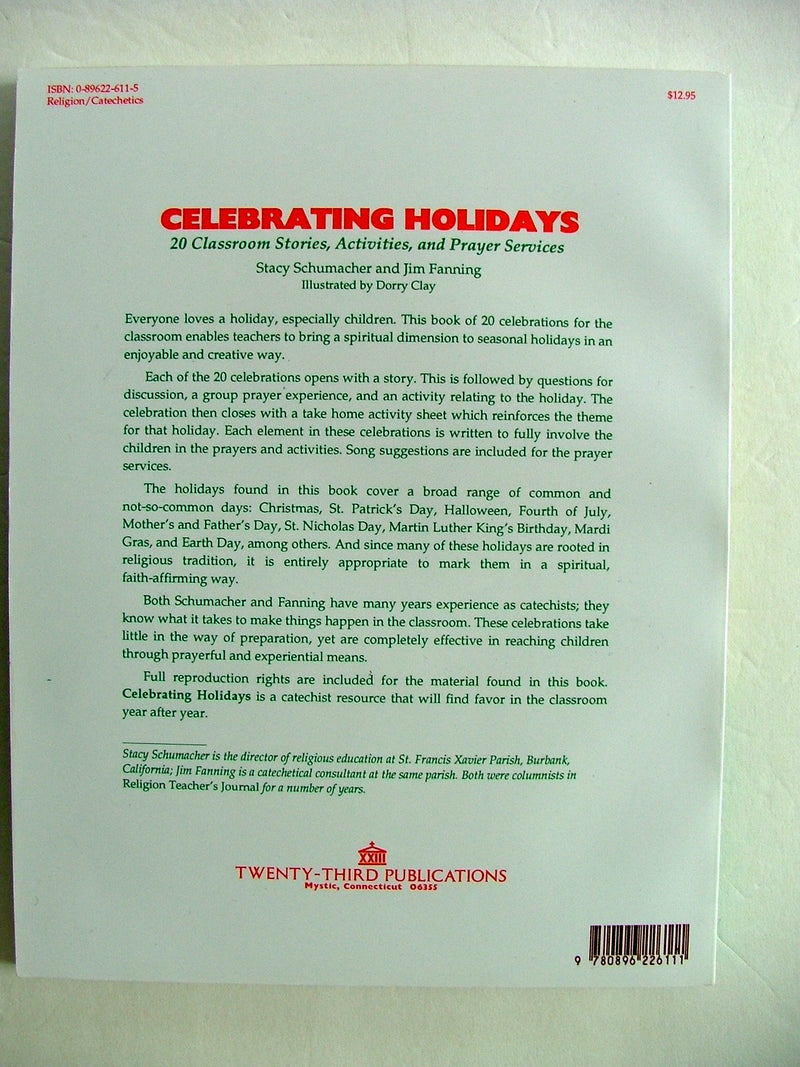 ISBN: 0-89622-611-5
Religion/Catechetics
$12.95
CELEBRATING HOLIDAYS
20 Classroom Stories, Activities, and Prayer Services
Stacy Schumacher and Jim Fanning
Illustrated by Dorry Clay
Everyone loves a holiday, especially children. This book of 20 celebrations for the
classroom enables teachers to bring a spiritual dimension to seasonal holidays in an
enjoyable and creative way.
Each of the 20 celebrations opens with a story. This is followed by questions for
discussion, a group prayer experience, and an activity relating to the holiday. The
celebration then closes with a take home activity sheet which reinforces the theme
for that holiday. Each element in these celebrations is written to fully involve the
children in the prayers and activities. Song suggestions are included for the prayer
services.
The holidays found in this book cover a broad range of common and
not-so-common days: Christmas, St. Patrick's Day, Halloween, Fourth of July,
Mother's and Father's Day, St. Nicholas Day, Martin Luther King's Birthday, Mardi
Gras, and Earth Day, among others. And since many of these holidays are rooted in
religious tradition, it is entirely appropriate to mark them in a spiritual,
faith-affirming way.
Both Schumacher and Fanning have many years experience as catechists; they
know what it takes to make things happen in the classroom. These celebrations take
little in the way of preparation, yet are completely effective in reaching children
through prayerful and experiential means.
Full reproduction rights are included for the material found in this book.
Celebrating Holidays is a catechist resource that will find favor in the classroom
year after year.
Stacy Schumacher is the director of religious education at St. Francis Xavier Parish, Burbank,
California; Jim Fanning is a catechetical consultant at the same parish. Both were columnists in
Religion Teacher's Journal for a number of years.
XXIII
TWENTY-THIRD PUBLICATIONS
Mystic, Connecticut 06355
9 780896 226111